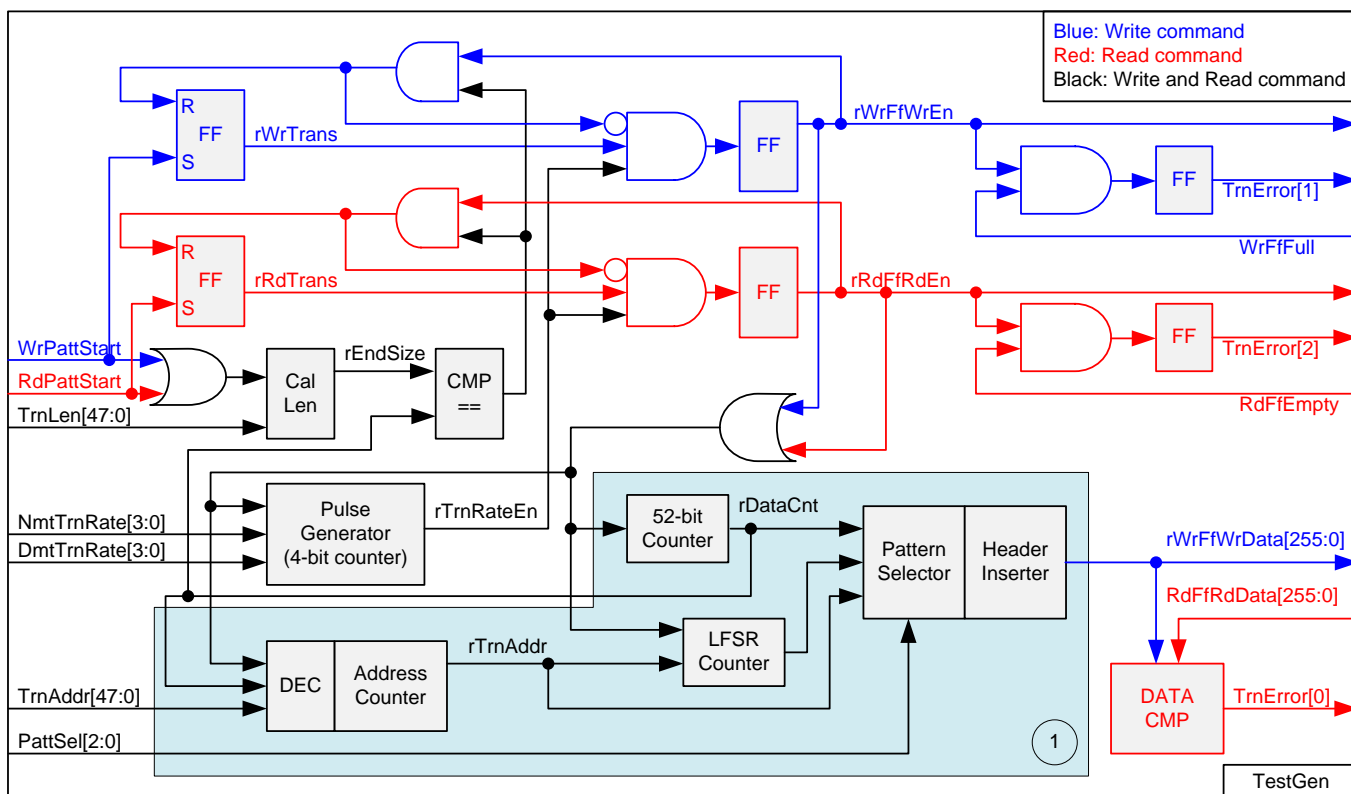 Blue: Write command
Red: Read command
Black: Write and Read command
R
FF
S
rWrTrans
FF
rWrFfWrEn
FF
TrnError[1]
WrFfFull
R
FF
S
rRdTrans
FF
rRdFfRdEn
FF
TrnError[2]
RdFfEmpty
WrPattStart
RdPattStart
TrnLen[47:0]
Cal
Len
rEndSize
CMP
==
NmtTrnRate[3:0]
DmtTrnRate[3:0]
Pulse
Generator
(4-bit counter)
rTrnRateEn
52-bit
Counter
rDataCnt
Pattern
Selector
Header
Inserter
rWrFfWrData[255:0]
RdFfRdData[255:0]
LFSR
Counter
DEC
Address
Counter
rTrnAddr
TrnAddr[47:0]
PattSel[2:0]
DATA
CMP
TrnError[0]
1
TestGen